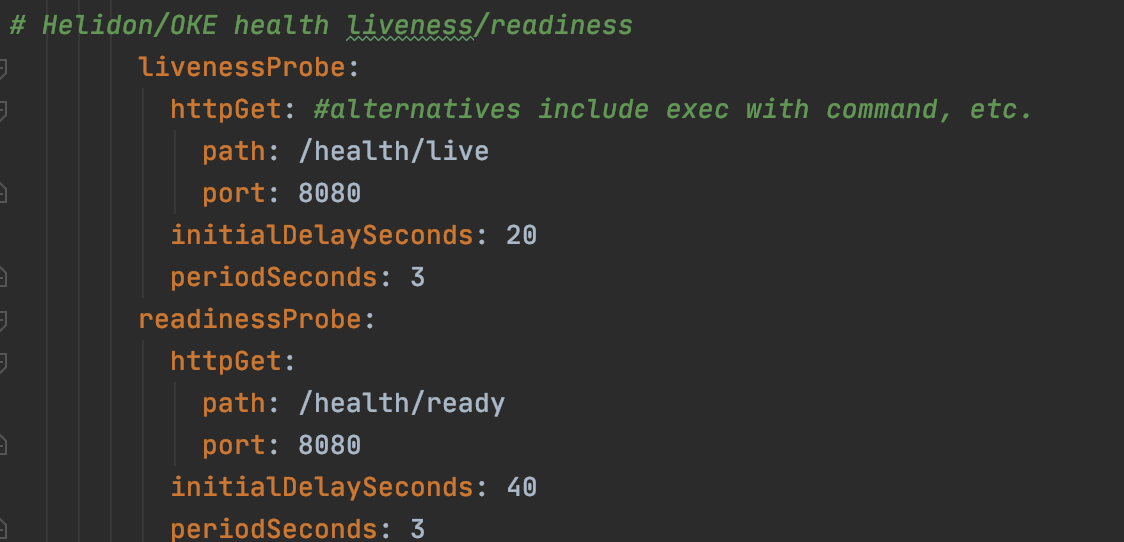 # Helidon/OKE health liveness/readiness
livenessProbe:
httpGet: #alternatives include exec with command, etc.
path: /health/live
port: 8080
initialDelaySeconds: 20
periodSeconds: 3
readinessProbe:
httpGet:
path: /health/ready
port: 8080
initialDelaySeconds: 40
periodSeconds: 3